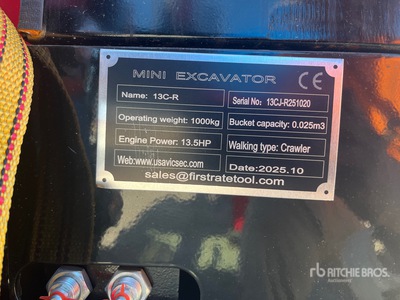 MINI EXCAVATOR CE
Name: 13C-R
Serial No: 13CJ-R251020
Operating weight: 1000kg
Bucket capacity: 0.025m3
Engine Power: 13.5HP
Walking type: Crawler
Web:www.usavicsec.com
Date:2025.10
sales@firstratetool.com
rb RITCHIE BROS.